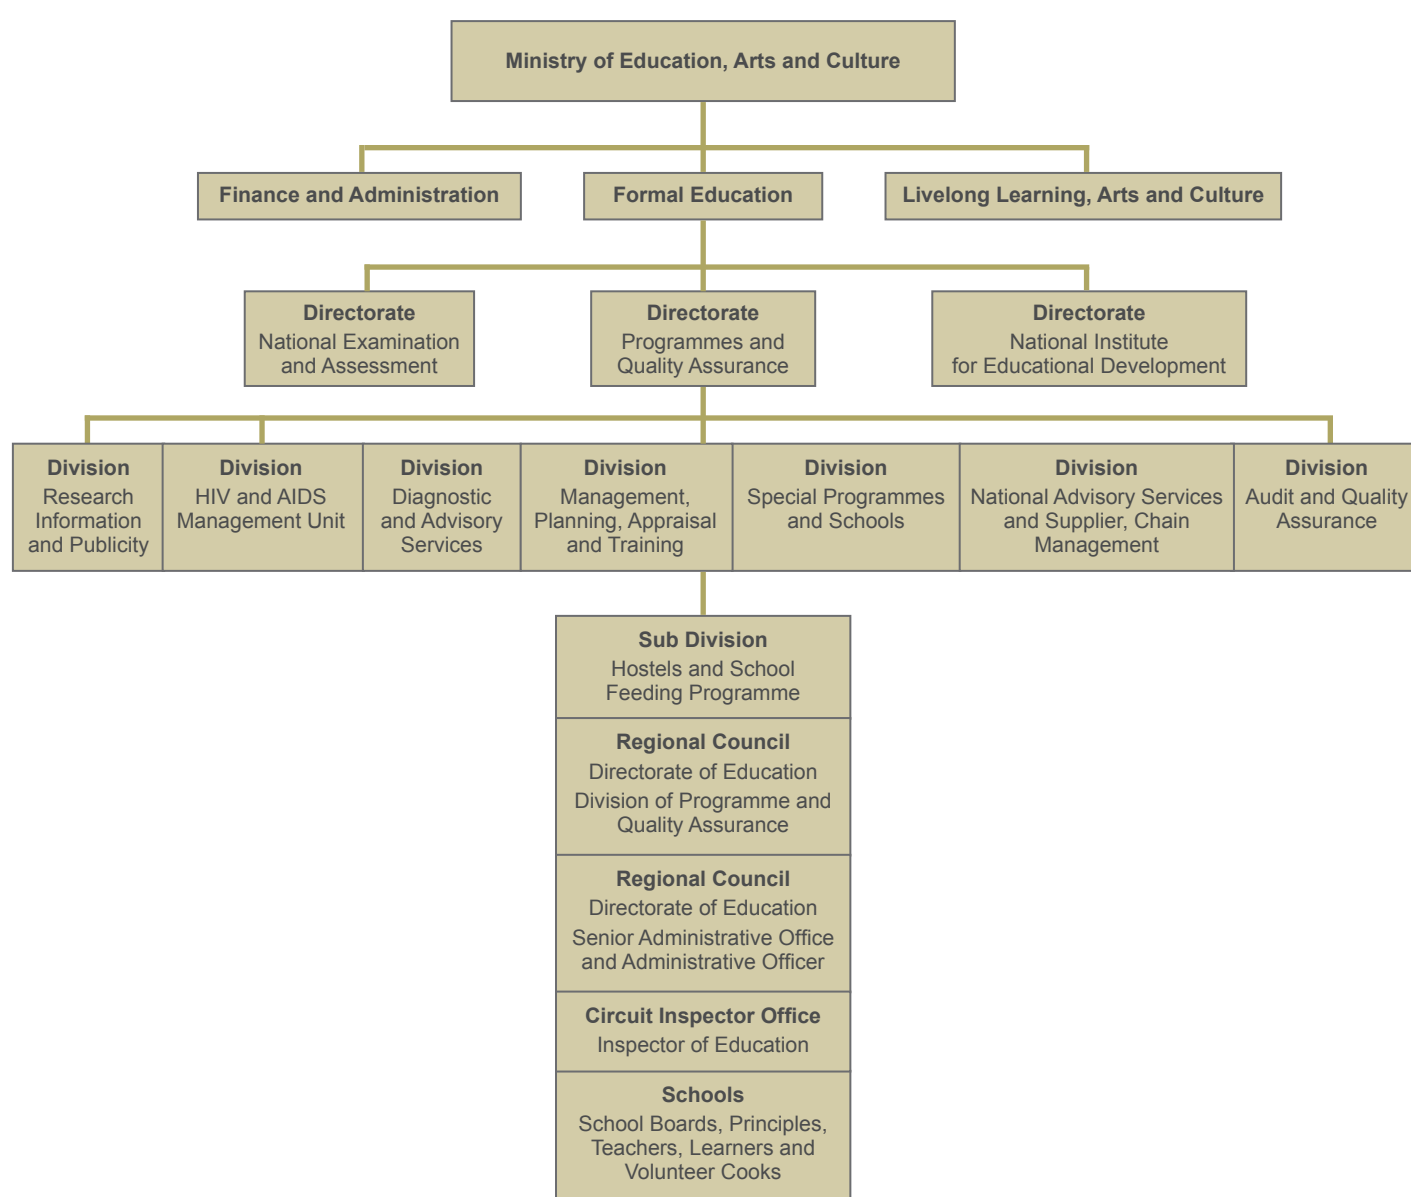 Ministry of Education, Arts and Culture
Finance and Administration
Formal Education
Livelong Learning, Arts and Culture
Directorate
National Examination
and Assessment
Directorate
Programmes and
Quality Assurance
Directorate
National Institute
for Educational Development
Division
Research
Information
and Publicity
Division
HIV and AIDS
Management Unit
Division
Diagnostic
and Advisory
Services
Division
Management,
Planning, Appraisal
and Training
Division
Special Programmes
and Schools
Division
National Advisory Services
and Supplier, Chain
Management
Division
Audit and Quality
Assurance
Sub Division
Hostels and School
Feeding Programme
Regional Council
Directorate of Education
Division of Programme and
Quality Assurance
Regional Council
Directorate of Education
Senior Administrative Office
and Administrative Officer
Circuit Inspector Office
Inspector of Education
Schools
School Boards, Principles,
Teachers, Learners and
Volunteer Cooks